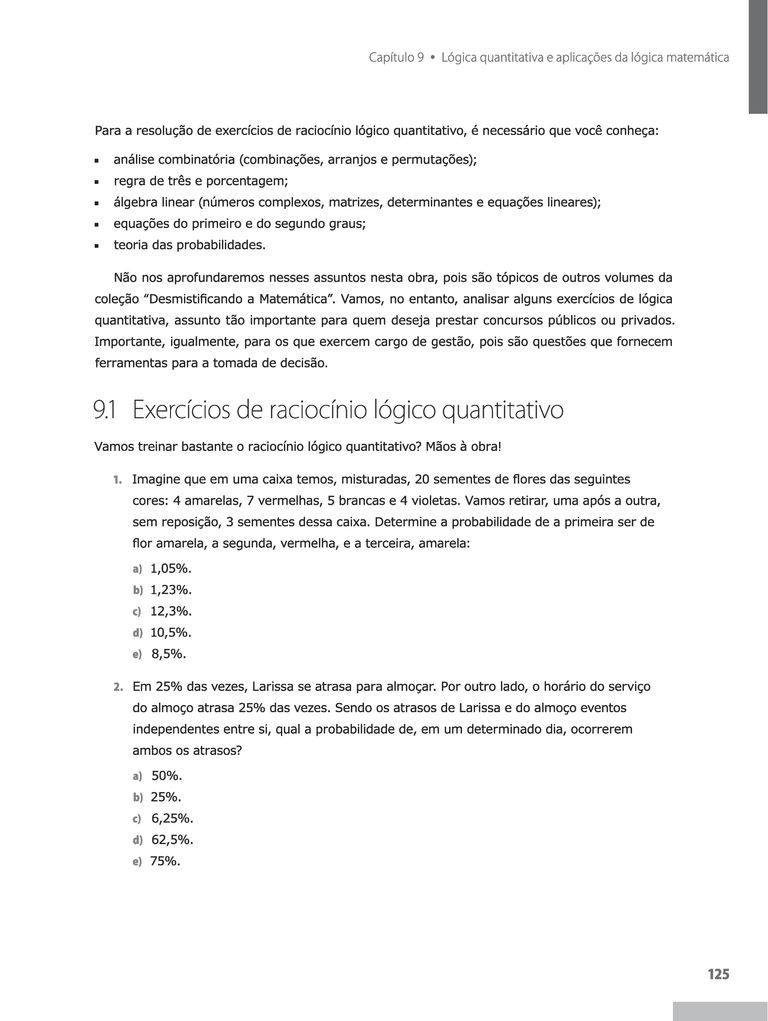 Capítulo 9 • Lógica quantitativa e aplicações da lógica matemática
Para a resolução de exercícios de raciocínio lógico quantitativo, é necessário que você conheça:
▪ análise combinatória (combinações, arranjos e permutações);
▪ regra de três e porcentagem;
▪ álgebra linear (números complexos, matrizes, determinantes e equações lineares);
▪ equações do primeiro e do segundo graus;
▪ teoria das probabilidades.
Não nos aprofundaremos nesses assuntos nesta obra, pois são tópicos de outros volumes da
coleção “Desmistificando a Matemática”. Vamos, no entanto, analisar alguns exercícios de lógica
quantitativa, assunto tão importante para quem deseja prestar concursos públicos ou privados.
Importante, igualmente, para os que exercem cargo de gestão, pois são questões que fornecem
ferramentas para a tomada de decisão.
9.1 Exercícios de raciocínio lógico quantitativo
Vamos treinar bastante o raciocínio lógico quantitativo? Mãos à obra!
1. Imagine que em uma caixa temos, misturadas, 20 sementes de flores das seguintes
cores: 4 amarelas, 7 vermelhas, 5 brancas e 4 violetas. Vamos retirar, uma após a outra,
sem reposição, 3 sementes dessa caixa. Determine a probabilidade de a primeira ser de
flor amarela, a segunda, vermelha, e a terceira, amarela:
a) 1,05%.
b) 1,23%.
c) 12,3%.
d) 10,5%.
e) 8,5%.
2. Em 25% das vezes, Larissa se atrasa para almoçar. Por outro lado, o horário do serviço
do almoço atrasa 25% das vezes. Sendo os atrasos de Larissa e do almoço eventos
independentes entre si, qual a probabilidade de, em um determinado dia, ocorrerem
ambos os atrasos?
a) 50%.
b) 25%.
c) 6,25%.
d) 62,5%.
e) 75%.
125